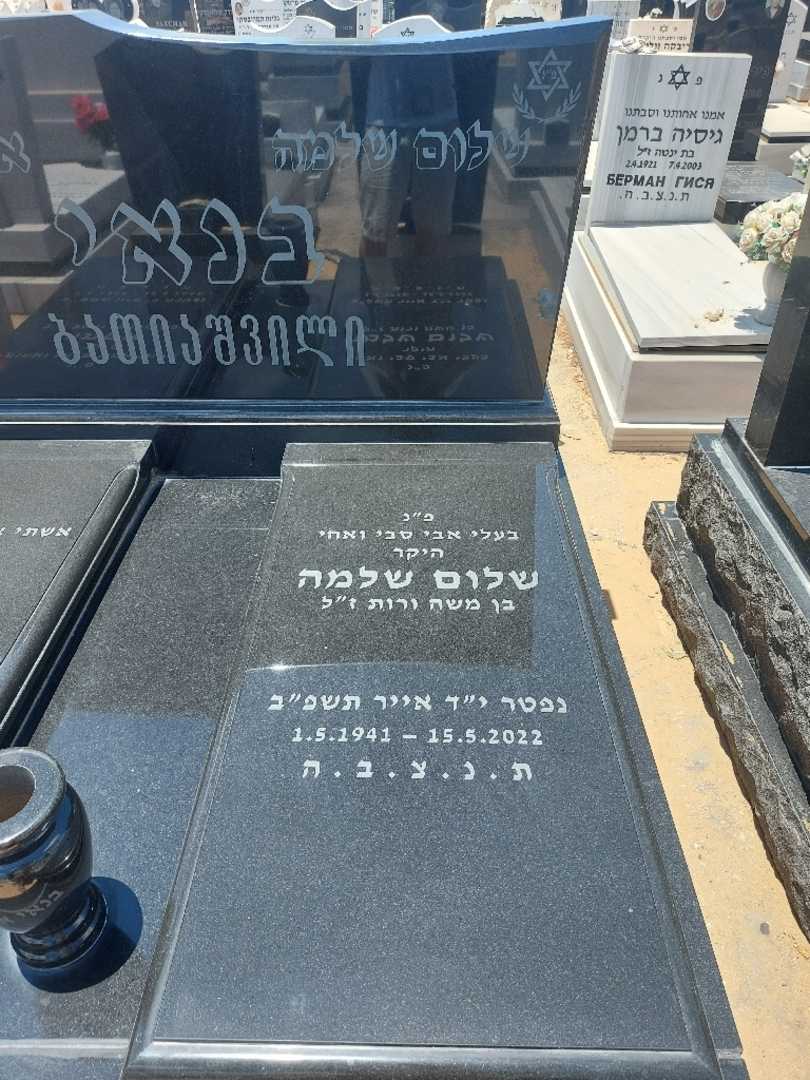 פ״נ
שלום שלמה
בנאי
ბათიაშვილი
פ״נ
בעלי אבי סבי ואחי
היקר
שלום שלמה
בן משה ורות ז״ל
נפטר י״ד אייר תשפ״ב
1.5.1941 – 15.5.2022
ת.נ.צ.ב.ה
אשתי
בנאי
פ נ
אמנו אחותנו וסבתנו
גיסיה ברמן
בת ינטה ז״ל
2.4.1921 7.4.2003
БЕРМАН ГИСЯ
ת.נ.צ.ב.ה.